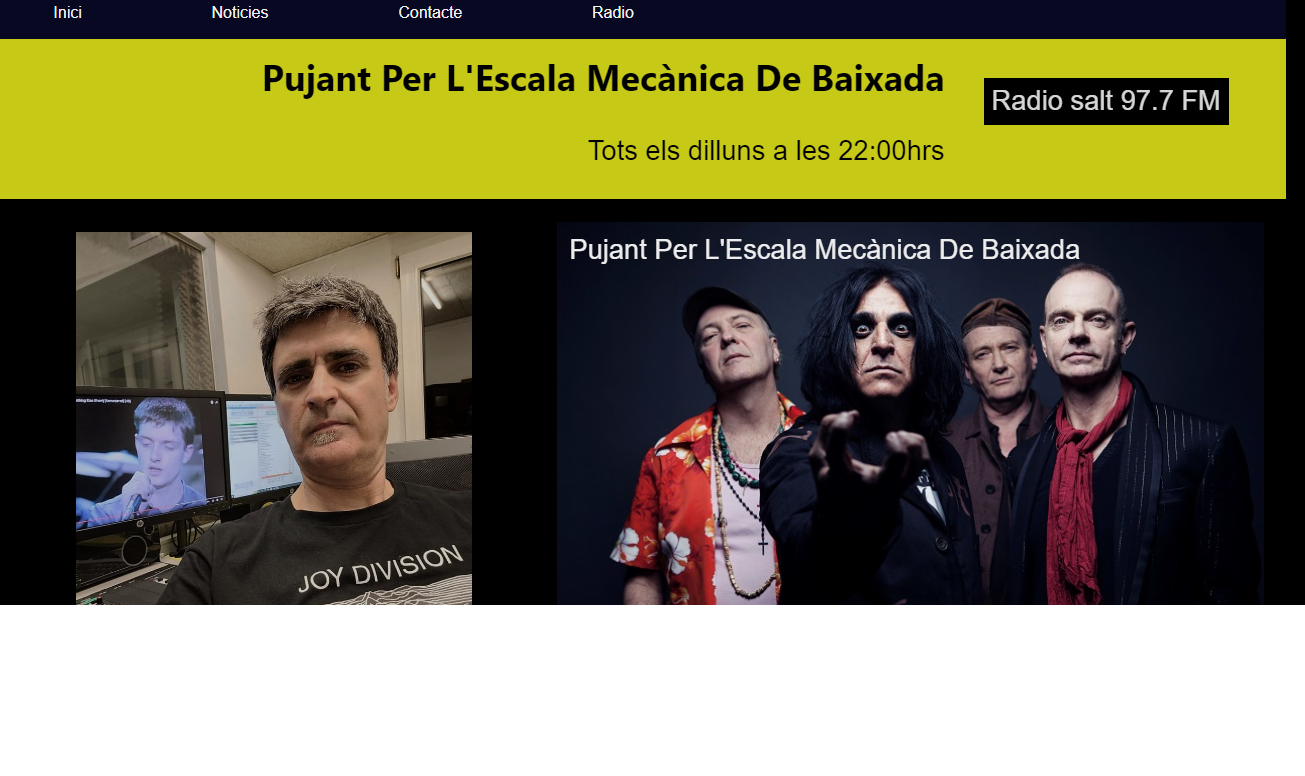 Inici Noticies Contacte Radio
Pujant Per L'Escala Mecànica De Baixada
Radio salt 97.7 FM
Tots els dilluns a les 22:00hrs
Pujant Per L'Escala Mecànica De Baixada
JOY DIVISION